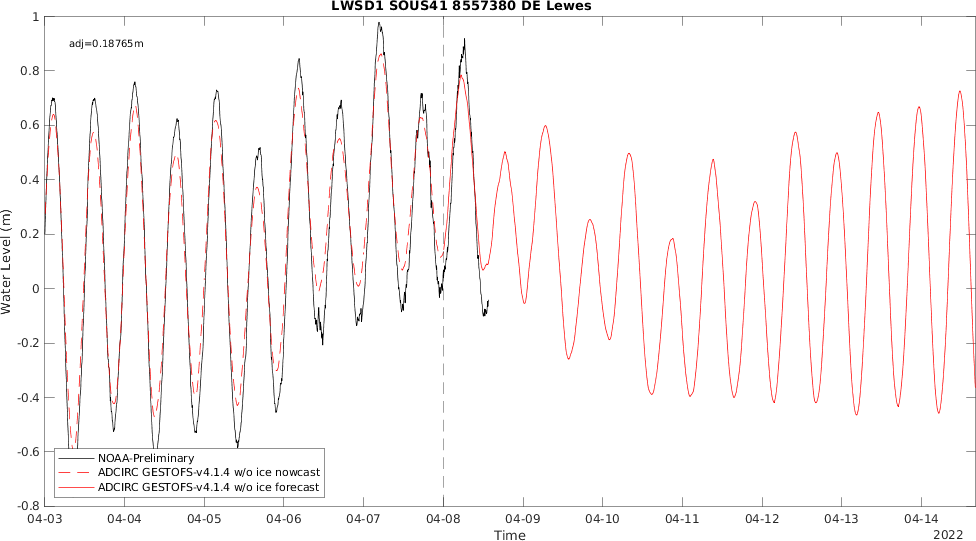 LWSD1 SOUS41 8557380 DE Lewes
adj=0.18765m
Water Level (m)
1
0.8
0.6
0.4
0.2
0
-0.2
-0.4
-0.6
-0.8
NOAA-Preliminary
ADCIRC GESTOFS-v4.1.4 w/o ice nowcast
ADCIRC GESTOFS-v4.1.4 w/o ice forecast
04-03 04-04 04-05 04-06 04-07 04-08 04-09 04-10 04-11 04-12 04-13 04-14
Time
2022